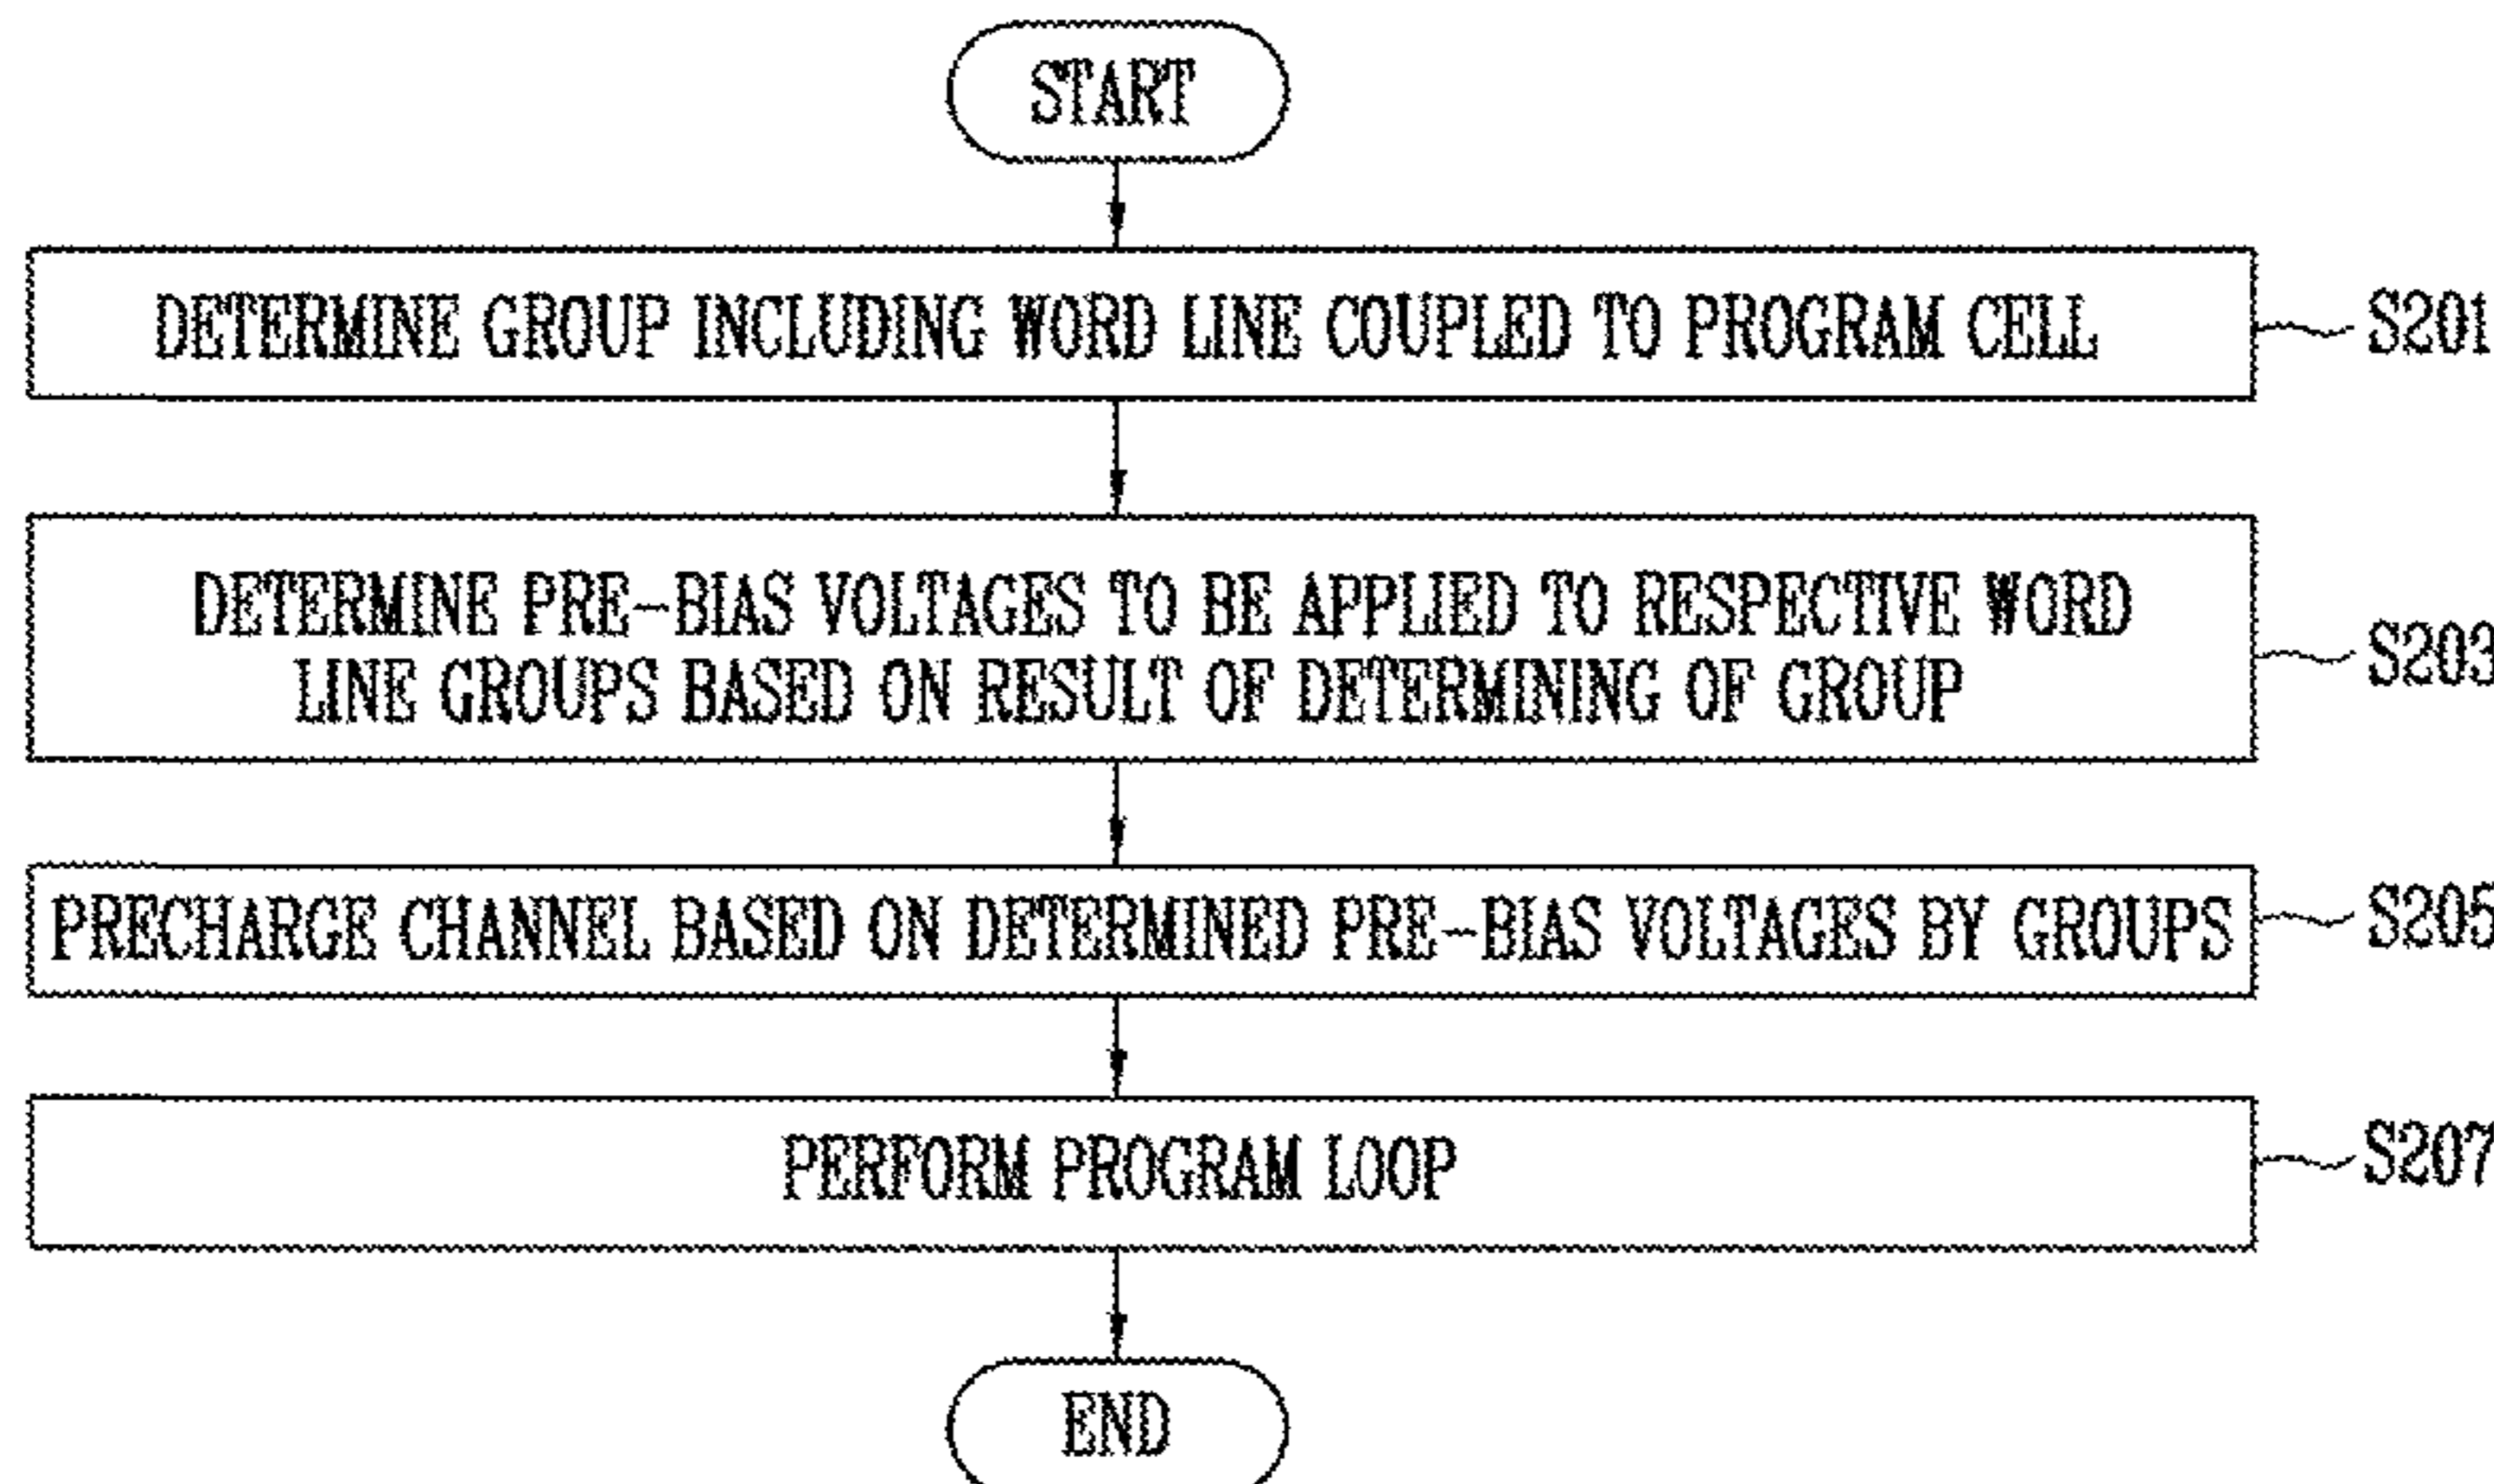 START
DETERMINE GROUP INCLUDING WORD LINE COUPLED TO PROGRAM CELL
S201
DETERMINE PRE-BIAS VOLTAGES TO BE APPLIED TO RESPECTIVE WORD
LINE GROUPS BASED ON RESULT OF DETERMINING OF GROUP
S203
PRECHARGE CHANNEL BASED ON DETERMINED PRE-BIAS VOLTAGES BY GROUPS
S205
PERFORM PROGRAM LOOP
S207
END